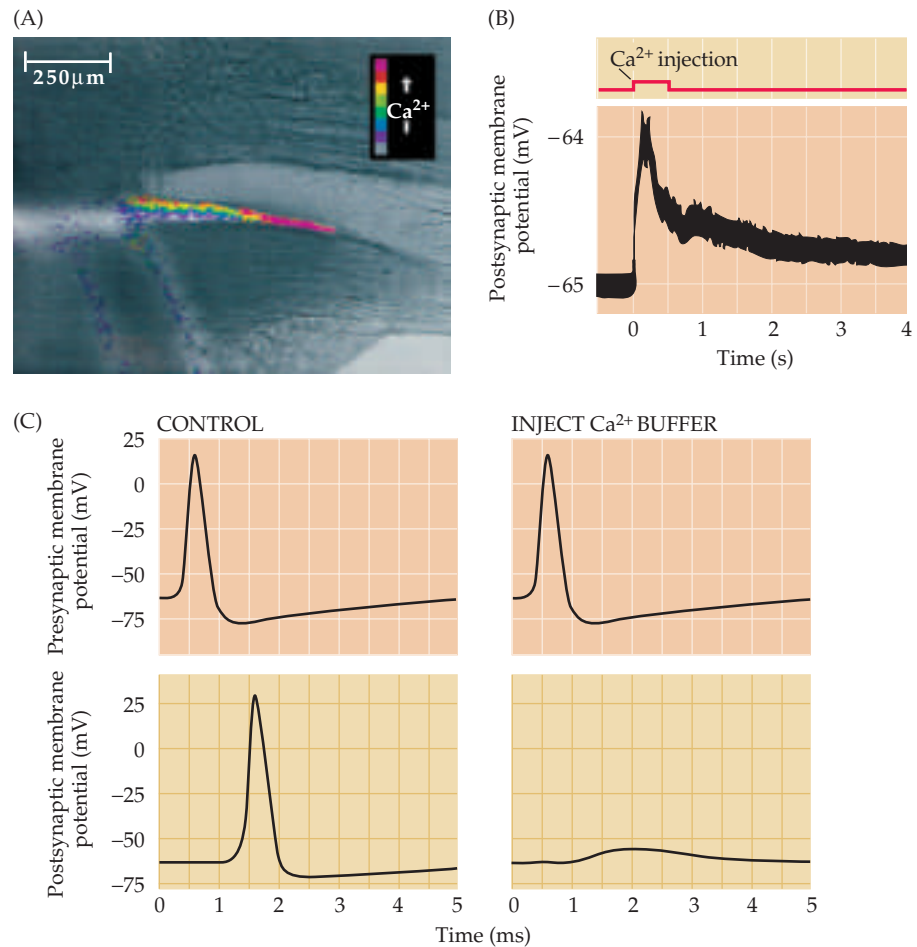 (A)
250µm
Ca²⁺
(B)
Ca²⁺ injection
Postsynaptic membrane
potential (mV)
−64
−65
0 1 2 3 4
Time (s)
(C)
CONTROL
INJECT Ca²⁺ BUFFER
Presynaptic membrane
potential (mV)
25
0
−25
−50
−75
Postsynaptic membrane
potential (mV)
25
0
−25
−50
−75
0 1 2 3 4 5
0 1 2 3 4 5
Time (ms)